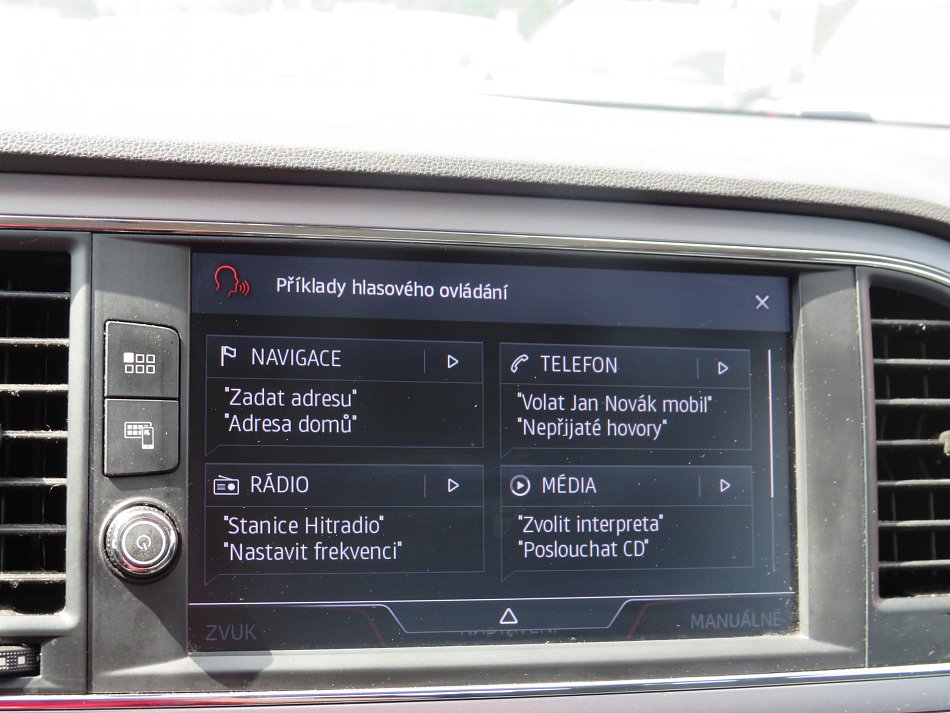 Příklady hlasového ovládání
NAVIGACE
"Zadat adresu"
"Adresa domů"
TELEFON
"Volat Jan Novák mobil"
"Nepřijaté hovory"
RÁDIO
"Stanice Hitradio"
"Nastavit frekvenci"
MÉDIA
"Zvolit interpreta"
"Poslouchat CD"
ZVUK
MANUÁLNĚ